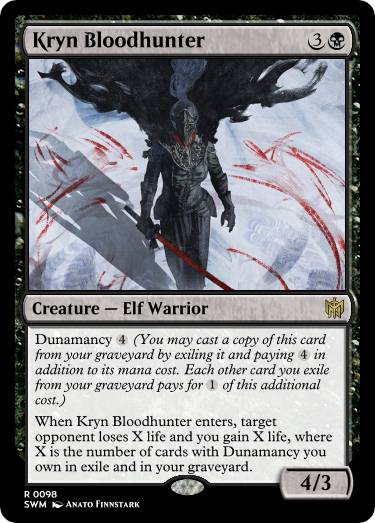 Kryn Bloodhunter 3
Creature — Elf Warrior
Dunamancy 4 (You may cast a copy of this card
from your graveyard by exiling it and paying 4 in
addition to its mana cost. Each other card you exile
from your graveyard pays for 1 of this additional
cost.)
When Kryn Bloodhunter enters, target
opponent loses X life and you gain X life, where
X is the number of cards with Dunamancy you
own in exile and in your graveyard.
4/3
R 0098
SWM Anato Finnstark